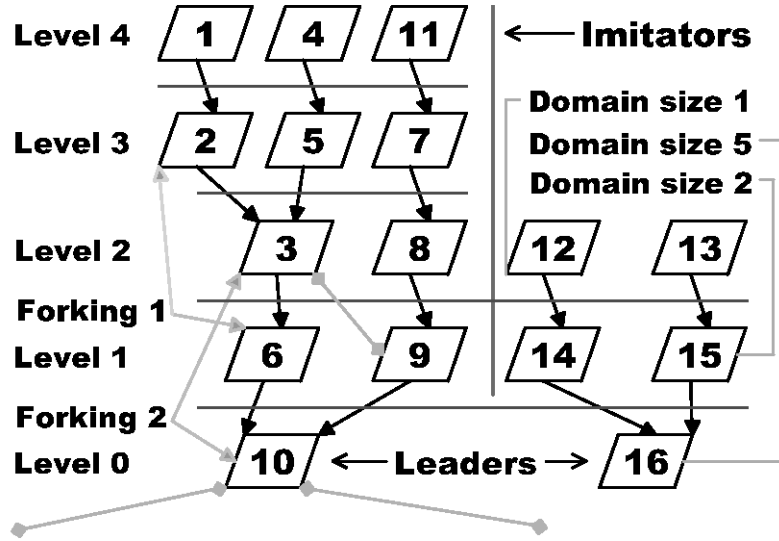 Level 4 1 4 11 Imitators
Domain size 1
Level 3 2 5 7 Domain size 5
Domain size 2
Level 2 3 8 12 13
Forking 1
Level 1 6 9 14 15
Forking 2
Level 0 10 Leaders 16